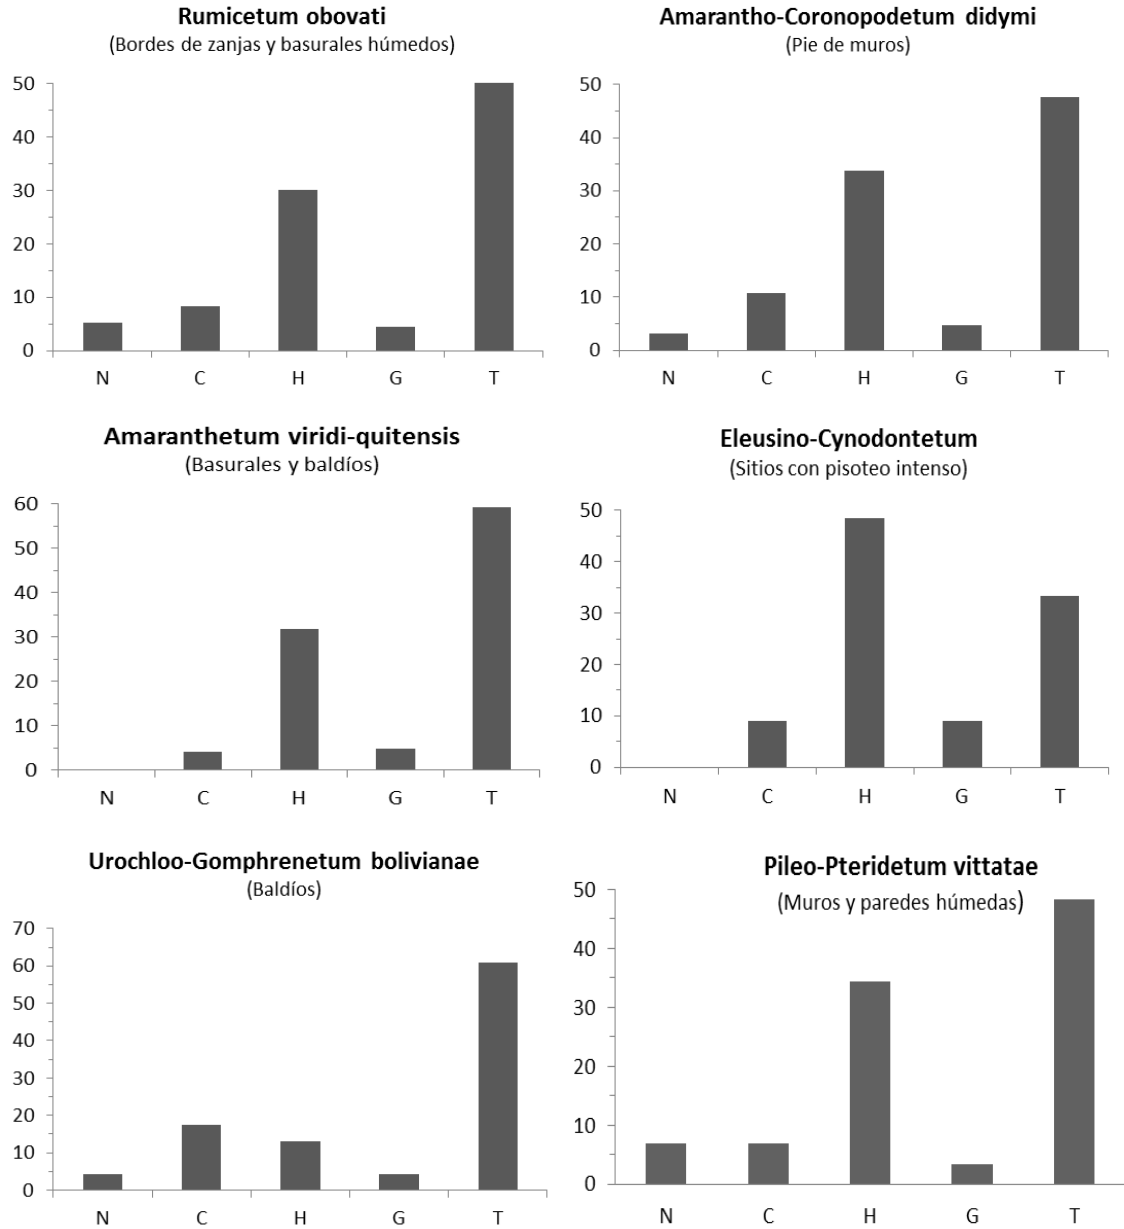 Rumicetum obovati
(Bordes de zanjas y basurales húmedos)
50
40
30
20
10
0
N C H G T
Amarantho-Coronopodetum didymi
(Pie de muros)
50
40
30
20
10
0
N C H G T
Amaranthetum viridi-quitensis
(Basurales y baldíos)
60
50
40
30
20
10
0
N C H G T
Eleusino-Cynodontetum
(Sitios con pisoteo intenso)
50
40
30
20
10
0
N C H G T
Urochloo-Gomphrenetum bolivianae
(Baldíos)
70
60
50
40
30
20
10
0
N C H G T
Pileo-Pteridetum vittatae
(Muros y paredes húmedas)
50
40
30
20
10
0
N C H G T